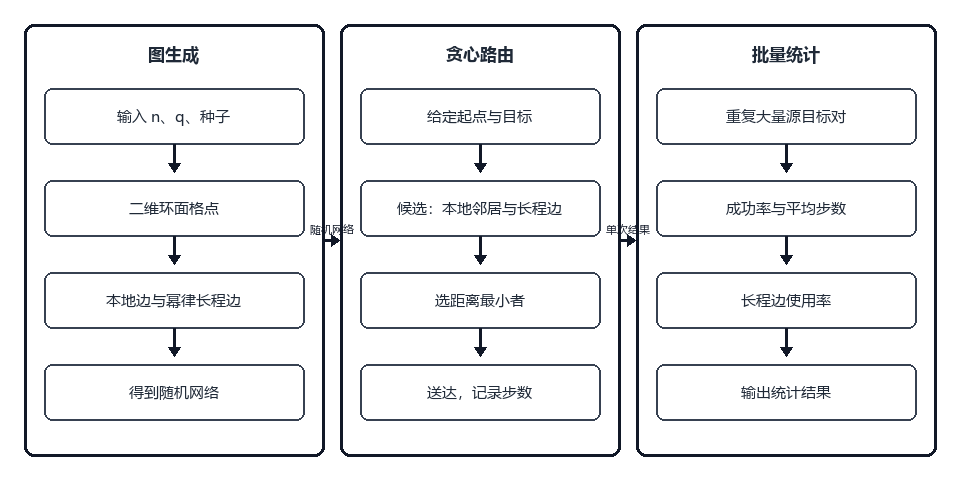 图生成
输入 n、q、种子
二维环面格点
本地边与幂律长程边
得到随机网络
随机网络
贪心路由
给定起点与目标
候选：本地邻居与长程边
选距离最小者
送达，记录步数
单次结果
批量统计
重复大量源目标对
成功率与平均步数
长程边使用率
输出统计结果